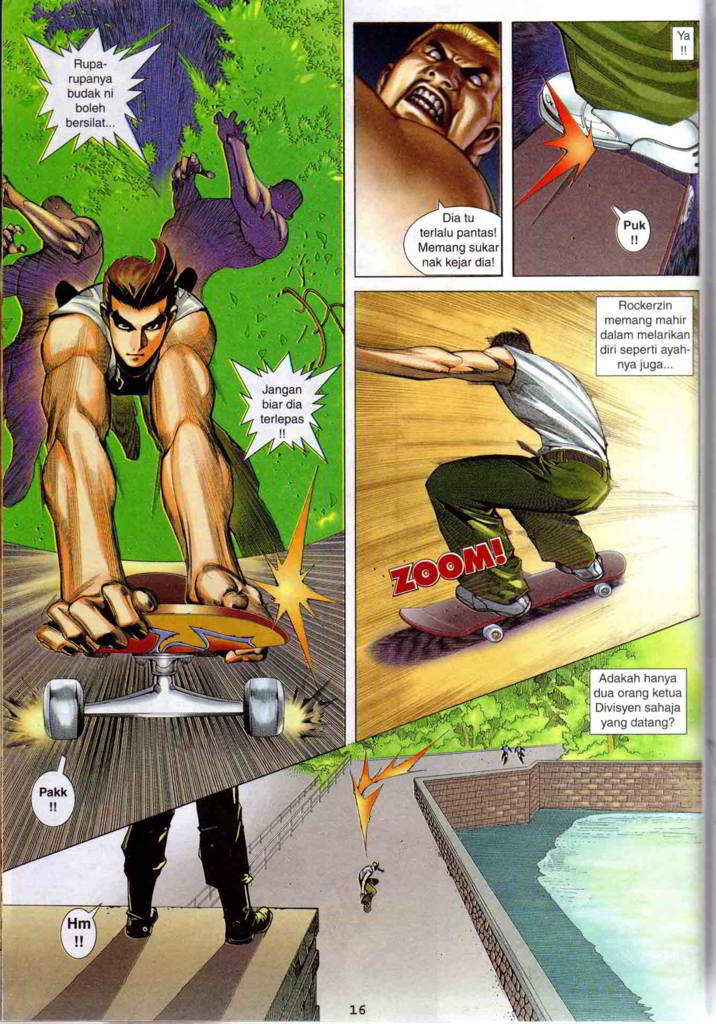 Rupa-
rupanya
budak ni
boleh
bersilat...
Jangan
biar dia
terlepas
!!
Pakk
!!
Dia tu
terlalu pantas!
Memang sukar
nak kejar dia!
Ya
!!
Puk
!!
Rockerzin
memang mahir
dalam melarikan
diri seperti ayah-
nya juga...
ZOOM!
Adakah hanya
dua orang ketua
Divisyen sahaja
yang datang?
Hm
!!
16